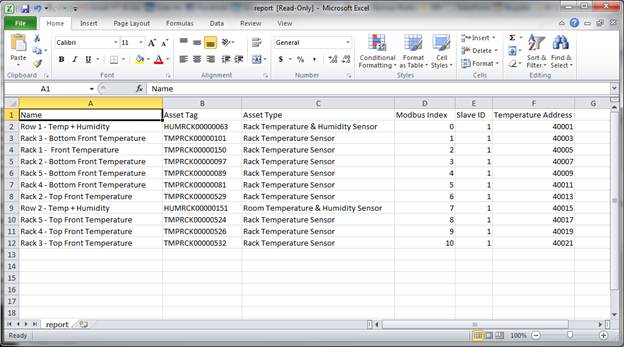 report [Read-Only] - Microsoft Excel
File Home Insert Page Layout Formulas Data Review View
Paste
Calibri 11 A A
B I U
General
$ % ,
Conditional Formatting Format as Table Cell Styles
Insert
Delete
Format
Sort & Filter Find & Select
Clipboard Font Alignment Number Styles Cells Editing
A1 fx Name
A B C D E F G
1 Name Asset Tag Asset Type Modbus Index Slave ID Temperature Address
2 Row 1 - Temp + Humidity HUMRCK00000063 Rack Temperature & Humidity Sensor 0 1 40001
3 Rack 3 - Bottom Front Temperature TMPRCK00000101 Rack Temperature Sensor 1 1 40003
4 Rack 1 - Front Temperature TMPRCK00000150 Rack Temperature Sensor 2 1 40005
5 Rack 2 - Bottom Front Temperature TMPRCK00000097 Rack Temperature Sensor 3 1 40007
6 Rack 5 - Bottom Front Temperature TMPRCK00000089 Rack Temperature Sensor 4 1 40009
7 Rack 4 - Bottom Front Temperature TMPRCK00000081 Rack Temperature Sensor 5 1 40011
8 Rack 2 - Top Front Temperature TMPRCK00000529 Rack Temperature Sensor 6 1 40013
9 Row 2 - Temp + Humidity HUMRCK00000151 Room Temperature & Humidity Sensor 7 1 40015
10 Rack 5 - Top Front Temperature TMPRCK00000524 Rack Temperature Sensor 8 1 40017
11 Rack 4 - Top Front Temperature TMPRCK00000526 Rack Temperature Sensor 9 1 40019
12 Rack 3 - Top Front Temperature TMPRCK00000532 Rack Temperature Sensor 10 1 40021
13
14
15
16
17
18
report
Ready 100%